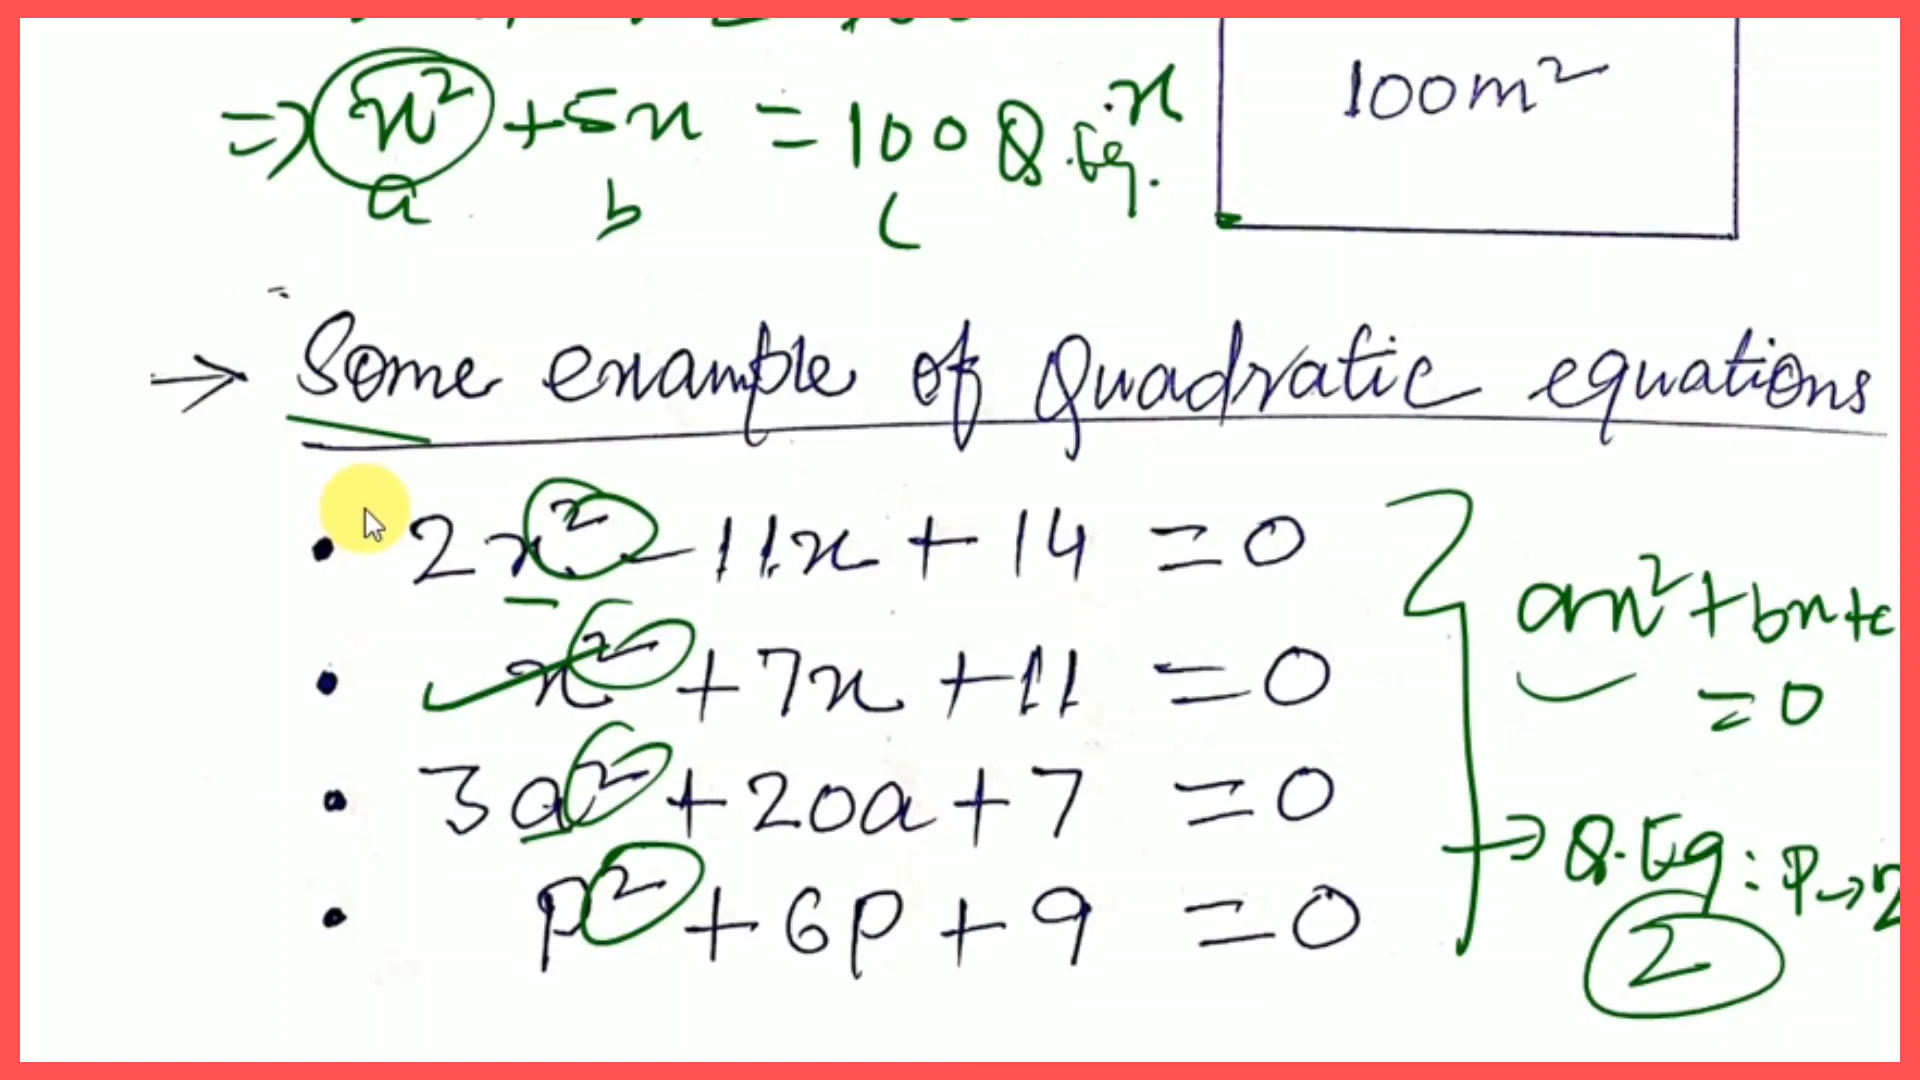 => x² + 5x = 100 Q.Eq.
x
100m²
a b c
→ Some example of Quadratic equations
• 2x² - 11x + 14 = 0
• x² + 7x + 11 = 0
• 3a² + 20a + 7 = 0
• p² + 6p + 9 = 0
ax² + bx + c
= 0
→ Q.Eq: P→2
2